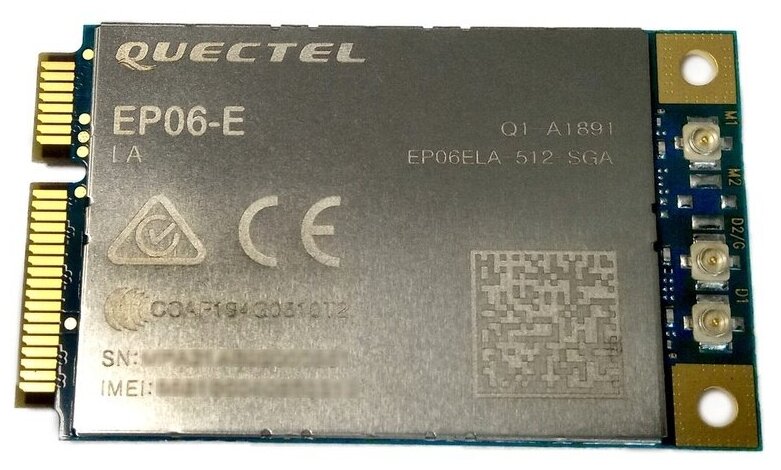 QUECTEL
EP06-E
LA
Q1-A1891
EP06ELA-512-SGA
CE
SN:
IMEI:
M1
M2
D2/G
D1